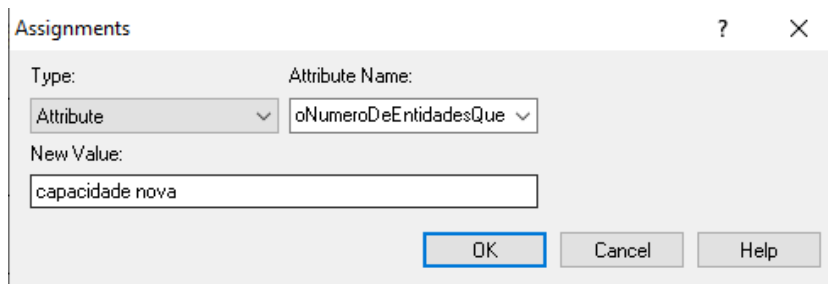 Assignments ? ×
Type: Attribute Name:
Attribute oNumeroDeEntidadesQue
New Value:
capacidade nova
OK Cancel Help